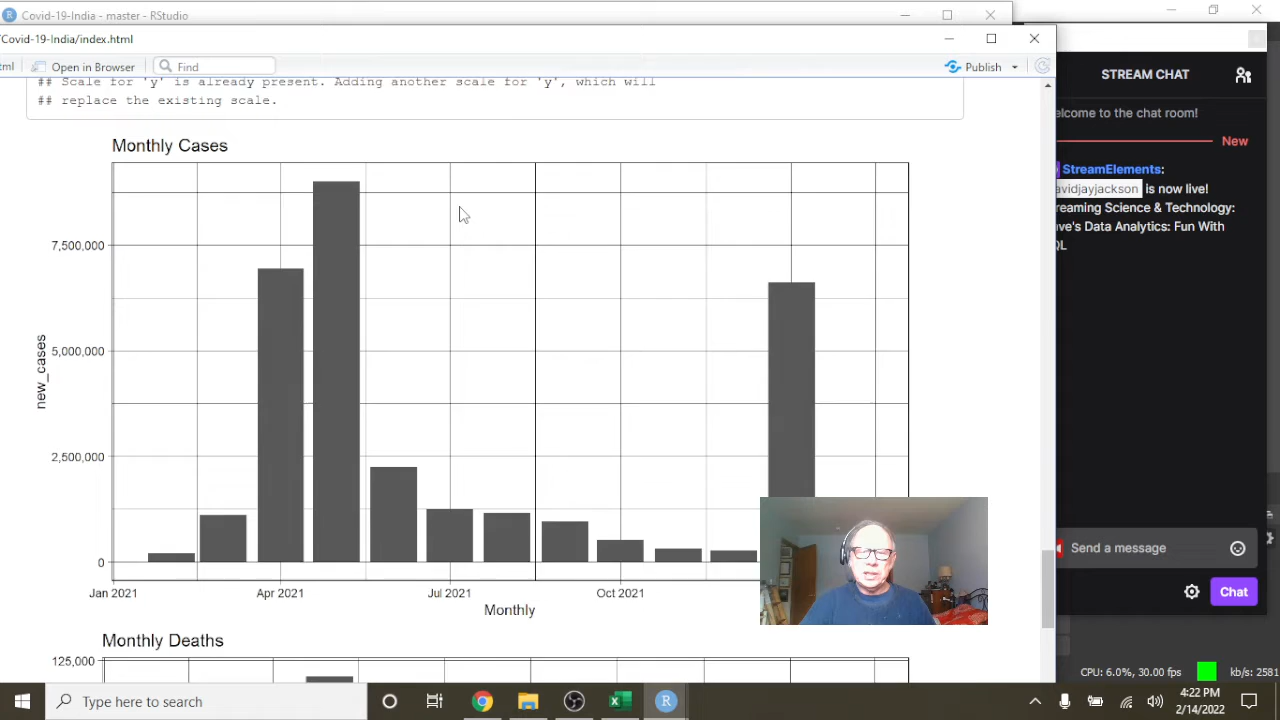 Covid-19-India - master - RStudio
Covid-19-India/index.html
Open in Browser
Find
Publish
## Scale for 'y' is already present. Adding another scale for 'y', which will
## replace the existing scale.
Monthly Cases
7,500,000
5,000,000
2,500,000
0
new_cases
Jan 2021
Apr 2021
Jul 2021
Oct 2021
Monthly
Monthly Deaths
125,000
STREAM CHAT
elcome to the chat room!
New
StreamElements:
avidjayjackson is now live!
reaming Science & Technology:
ve's Data Analytics: Fun With
QL
Send a message
Chat
CPU: 6.0%, 30.00 fps
kb/s: 2581
Type here to search
4:22 PM
2/14/2022